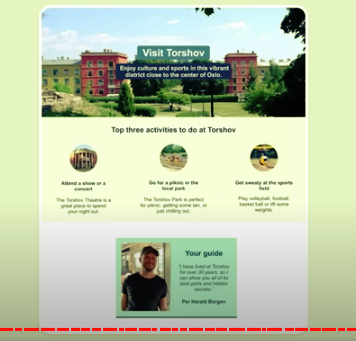 Visit Torshov
Enjoy culture and sports in this vibrant
district close to the center of Oslo.
Top three activities to do at Torshov
Attend a show or a
concert
The Torshov Theatre is a
great place to spend
your night out.
Go for a piknic in the
local park
The Torshov Park is perfect
for piknic, getting some tan, or
just chilling out.
Get sweaty at the sports
field
Play volleyball, football,
basket ball or lift some
weights.
Your guide
"I have lived at Torshov
for over 30 years, so I
can show you all of its
best parts and hidden
secrets."
Per Harald Borgen